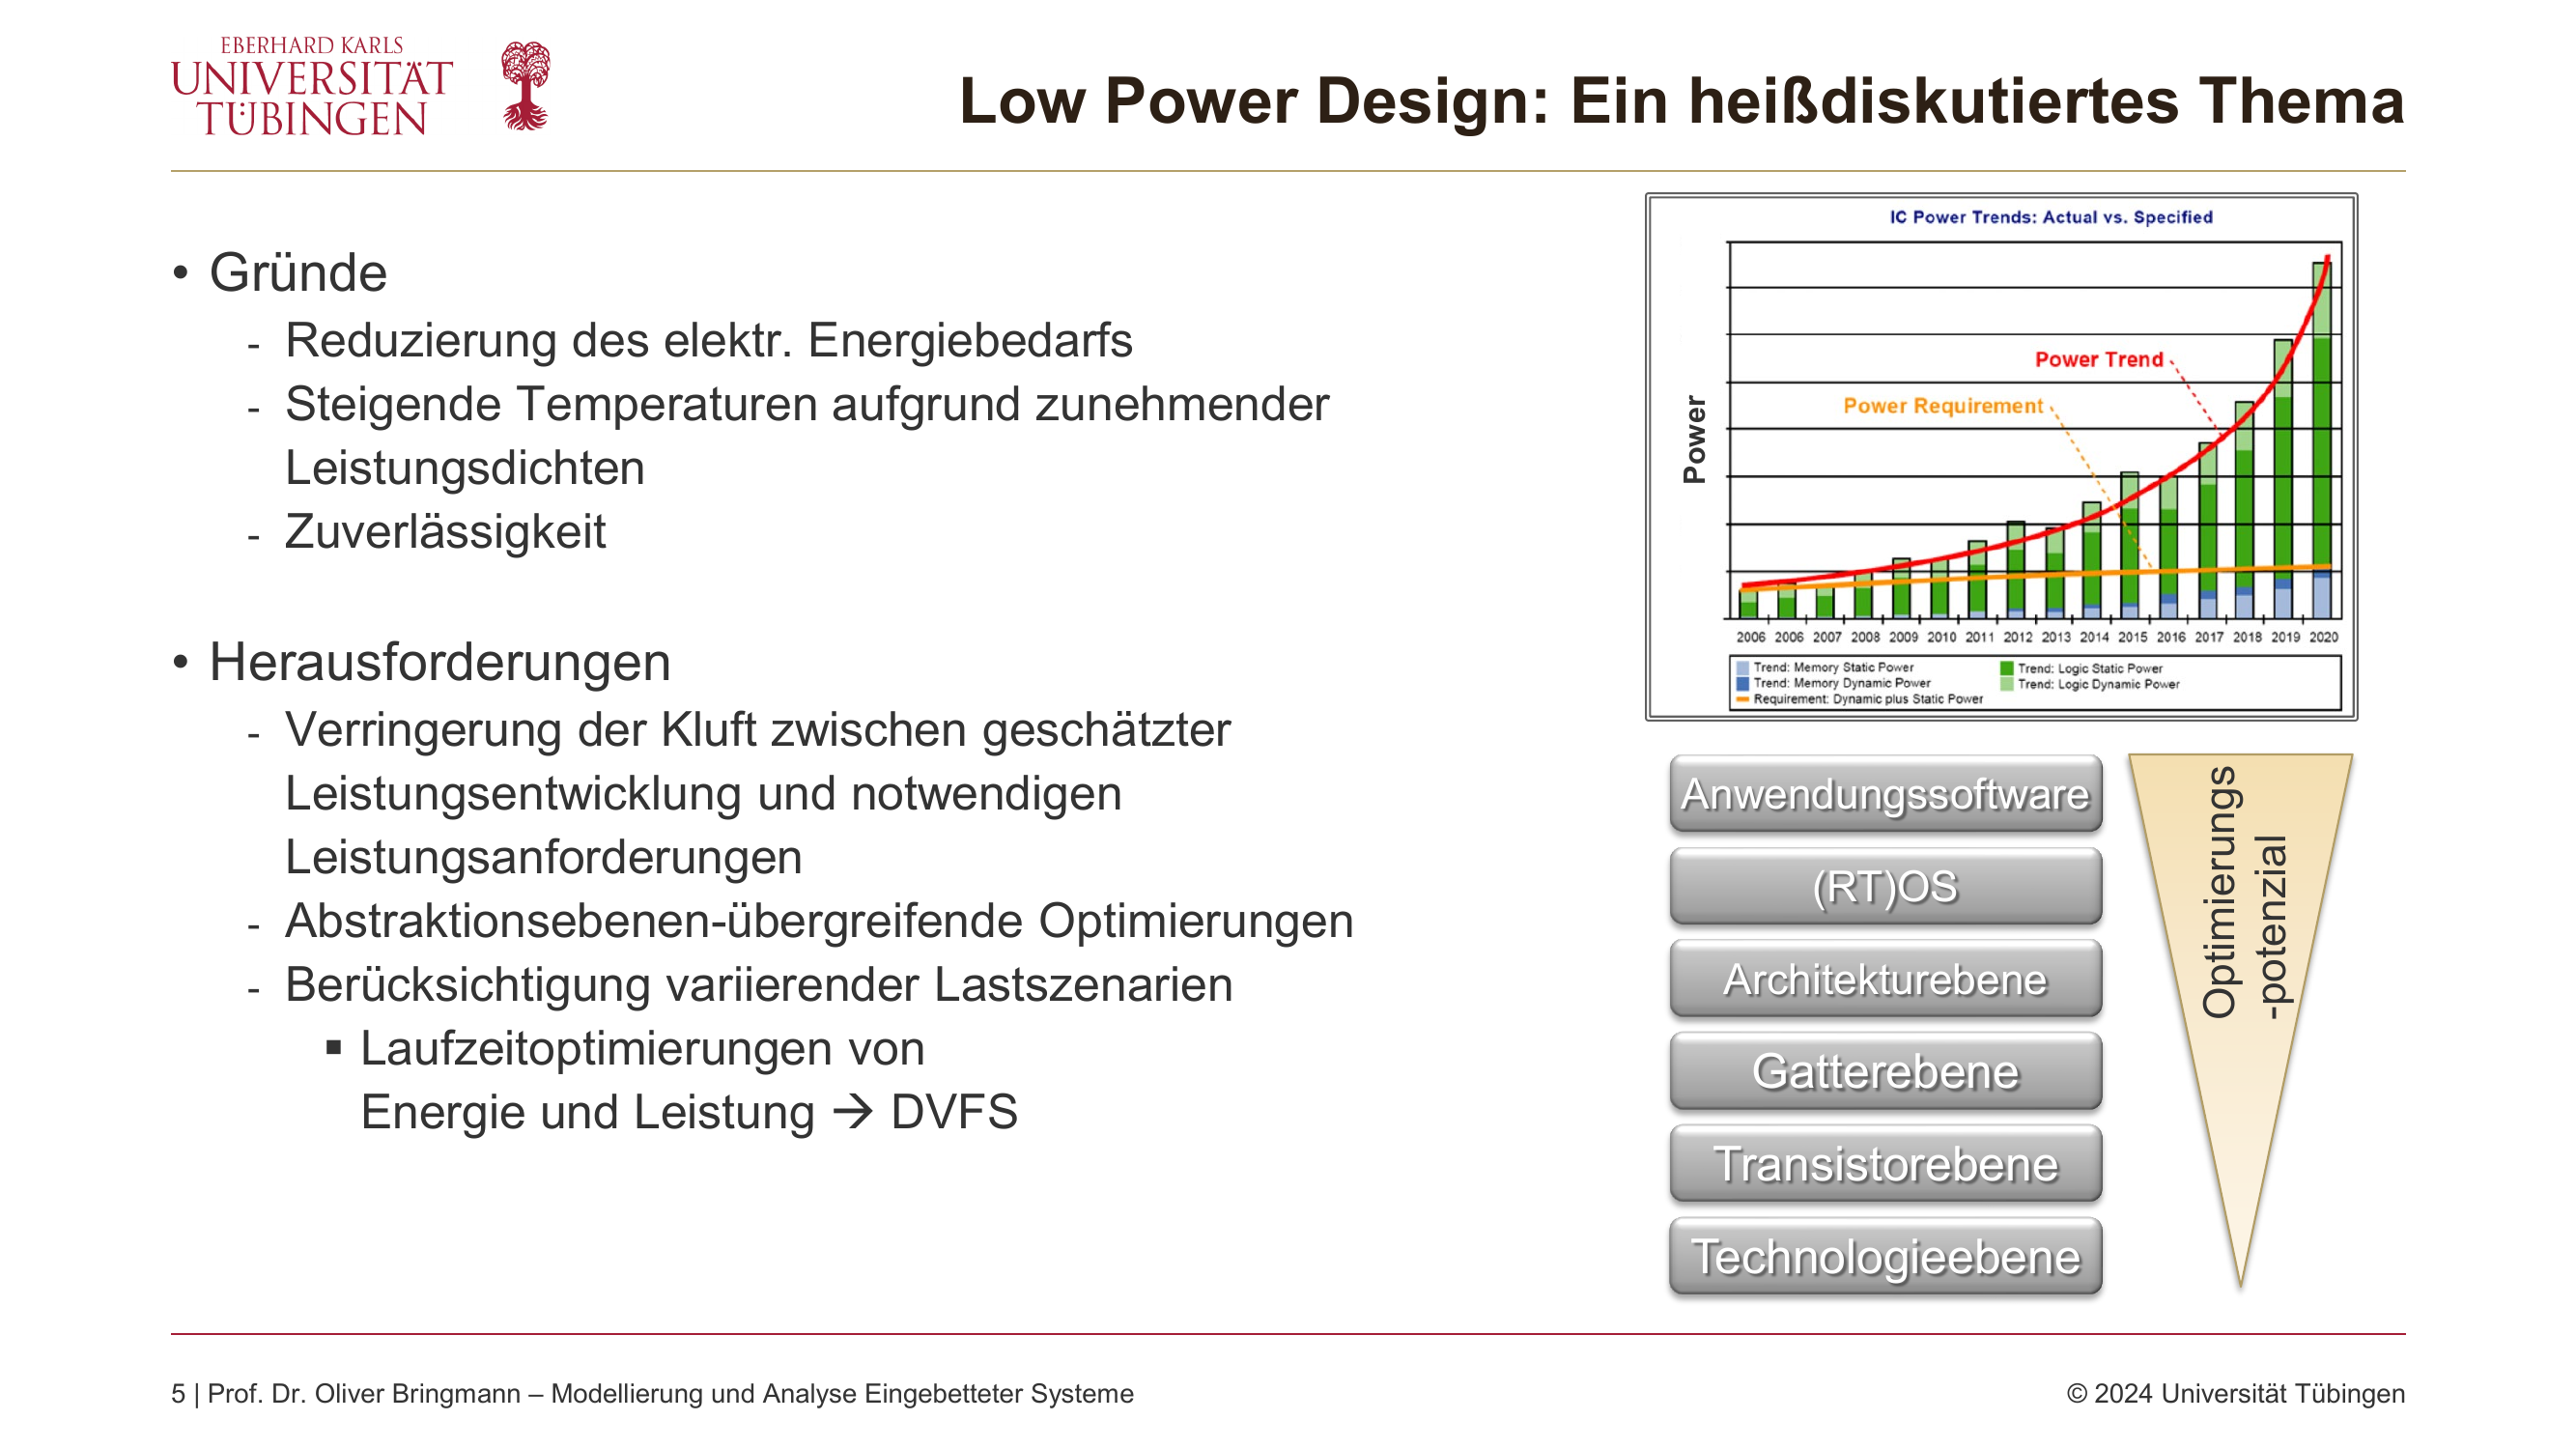 EBERHARD KARLS
UNIVERSITÄT
TÜBINGEN
Low Power Design: Ein heißdiskutiertes Thema
• Gründe
- Reduzierung des elektr. Energiebedarfs
- Steigende Temperaturen aufgrund zunehmender
Leistungsdichten
- Zuverlässigkeit
• Herausforderungen
- Verringerung der Kluft zwischen geschätzter
Leistungsentwicklung und notwendigen
Leistungsanforderungen
- Abstraktionsebenen-übergreifende Optimierungen
- Berücksichtigung variierender Lastszenarien
▪ Laufzeitoptimierungen von
Energie und Leistung → DVFS
IC Power Trends: Actual vs. Specified
Power
Power Trend
Power Requirement
2006 2006 2007 2008 2009 2010 2011 2012 2013 2014 2015 2016 2017 2018 2019 2020
Trend: Memory Static Power
Trend: Memory Dynamic Power
Requirement: Dynamic plus Static Power
Trend: Logic Static Power
Trend: Logic Dynamic Power
Anwendungssoftware
(RT)OS
Architekturebene
Gatterebene
Transistorebene
Technologieebene
Optimierungs
-potenzial
5 | Prof. Dr. Oliver Bringmann – Modellierung und Analyse Eingebetteter Systeme
© 2024 Universität Tübingen